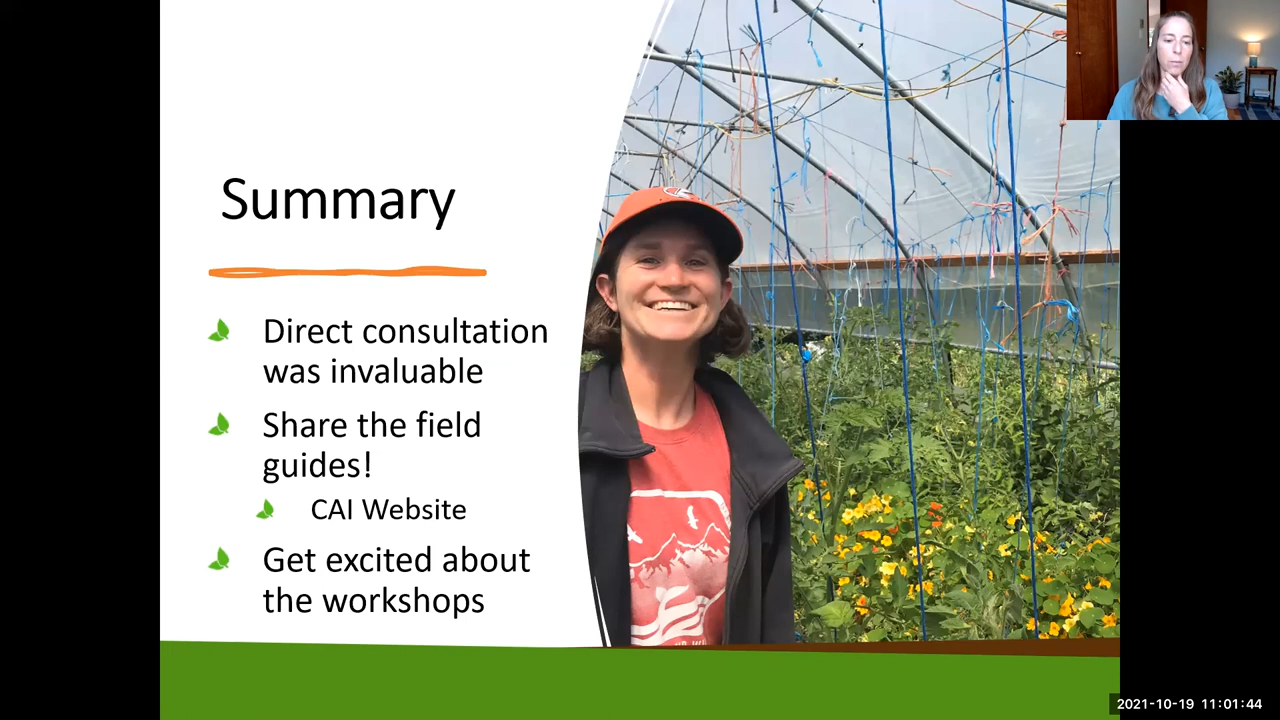 Summary
Direct consultation
was invaluable
Share the field
guides!
CAI Website
Get excited about
the workshops
2021-10-19 11:01:44